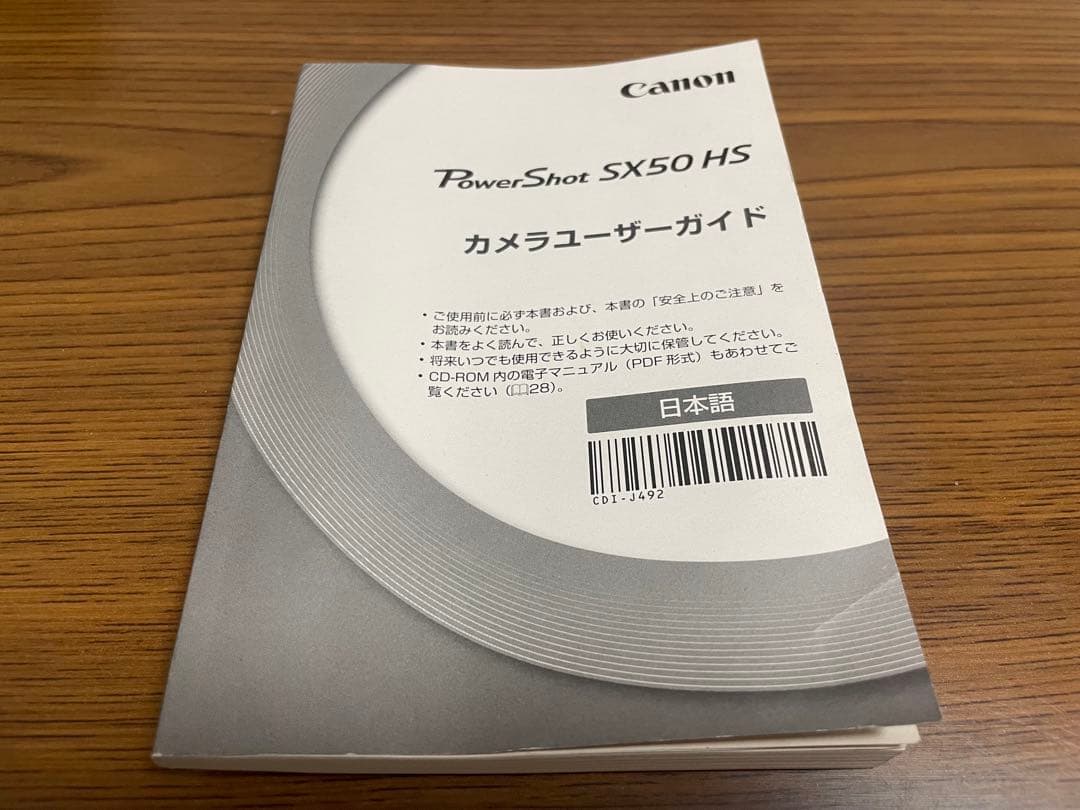 Canon
PowerShot SX50 HS
カメラユーザーガイド
・ご使用前に必ず本書および、本書の「安全上のご注意」を
お読みください。
・本書をよく読んで、正しくお使いください。
・将来いつでも使用できるように大切に保管してください。
・CD-ROM 内の電子マニュアル（PDF 形式）もあわせてご
覧ください（📖28）。
日本語
CDI-J492